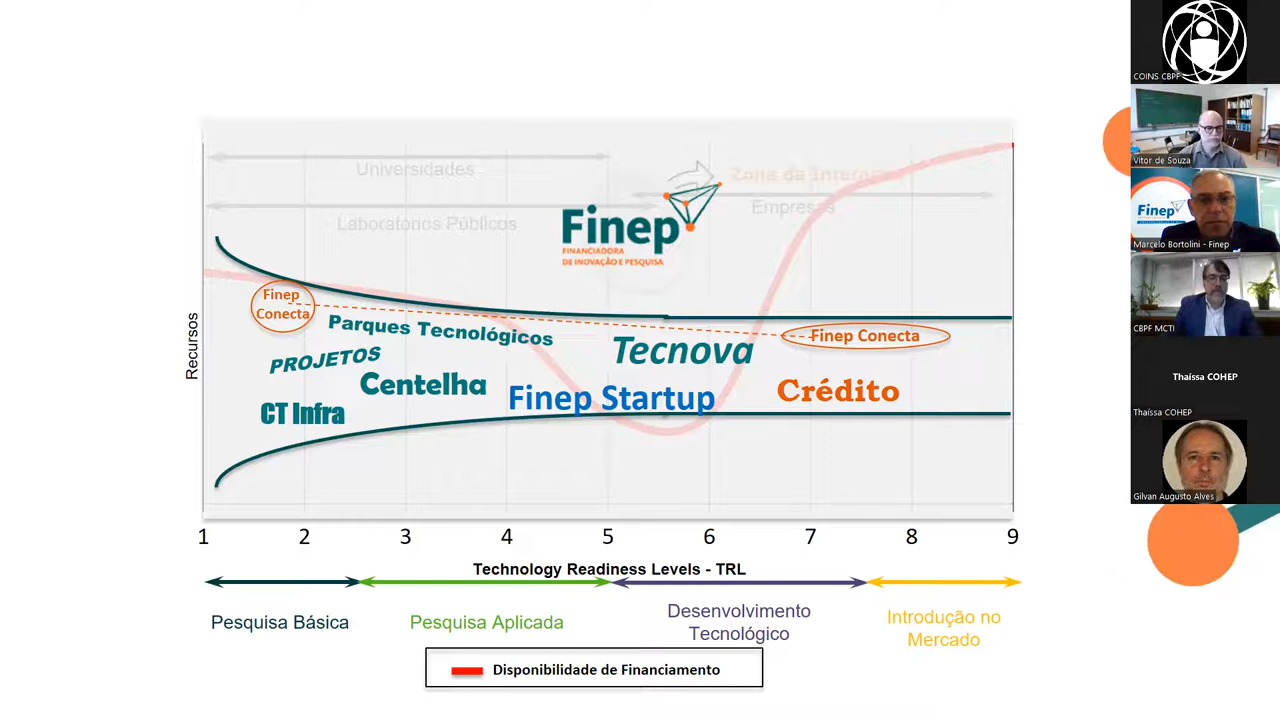 Universidades
Zona de Interesse
Laboratórios Públicos
Empresas
Finep
FINANCIADORA
DE INOVAÇÃO E PESQUISA
Finep
Conecta
Parques Tecnológicos
Finep Conecta
Tecnova
PROJETOS
Centelha
Finep Startup
Crédito
CT Infra
Recursos
1 2 3 4 5 6 7 8 9
Technology Readiness Levels - TRL
Pesquisa Básica
Pesquisa Aplicada
Desenvolvimento
Tecnológico
Introdução no
Mercado
Disponibilidade de Financiamento
COINS CBPF
Vitor de Souza
Finep
Marcelo Bortolini - Finep
CBPF MCTI
Thaíssa COHEP
Thaíssa COHEP
Gilvan Augusto Alves